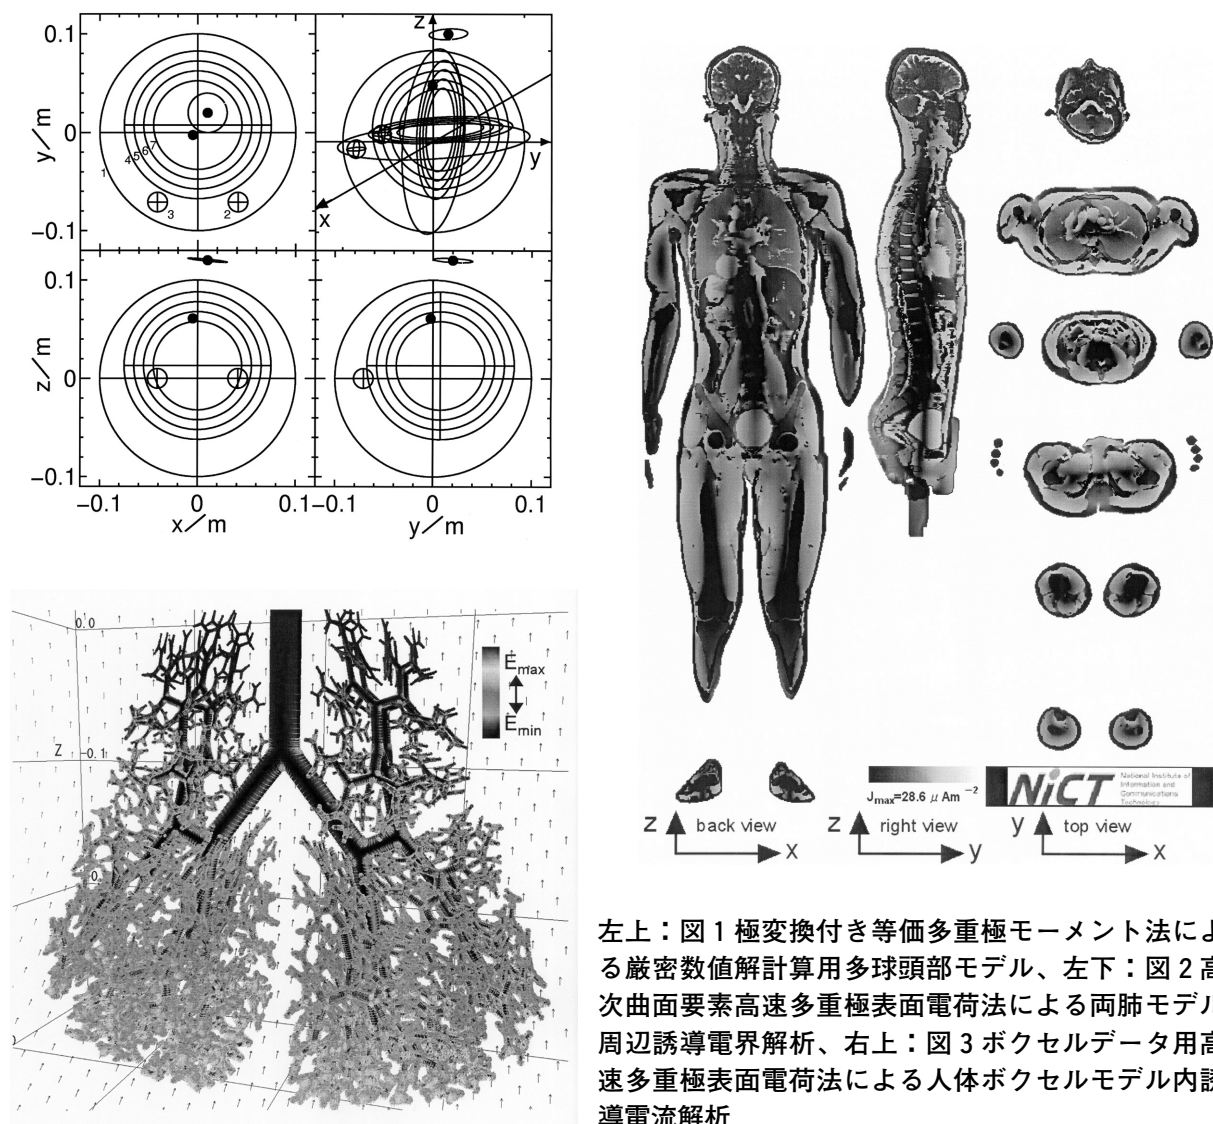 0.1
y/m
0
-0.1
1
4
5
6
7
3
2
z
y
x
0.1
z/m
0
-0.1
-0.1
0
0.1
x/m
-0.1
0
0.1
y/m
0.0
Z
-0.1
Emax
Emin
Jmax=28.6 μ Am⁻²
NiCT
National Institute of
Information and
Communications
Technology
z
back view
x
z
right view
y
y
top view
x
左上：図1極変換付き等価多重極モーメント法によ
る厳密数値解計算用多球頭部モデル、左下：図2高
次曲面要素高速多重極表面電荷法による両肺モデル
周辺誘導電界解析、右上：図3ボクセルデータ用高
速多重極表面電荷法による人体ボクセルモデル内誘
導電流解析